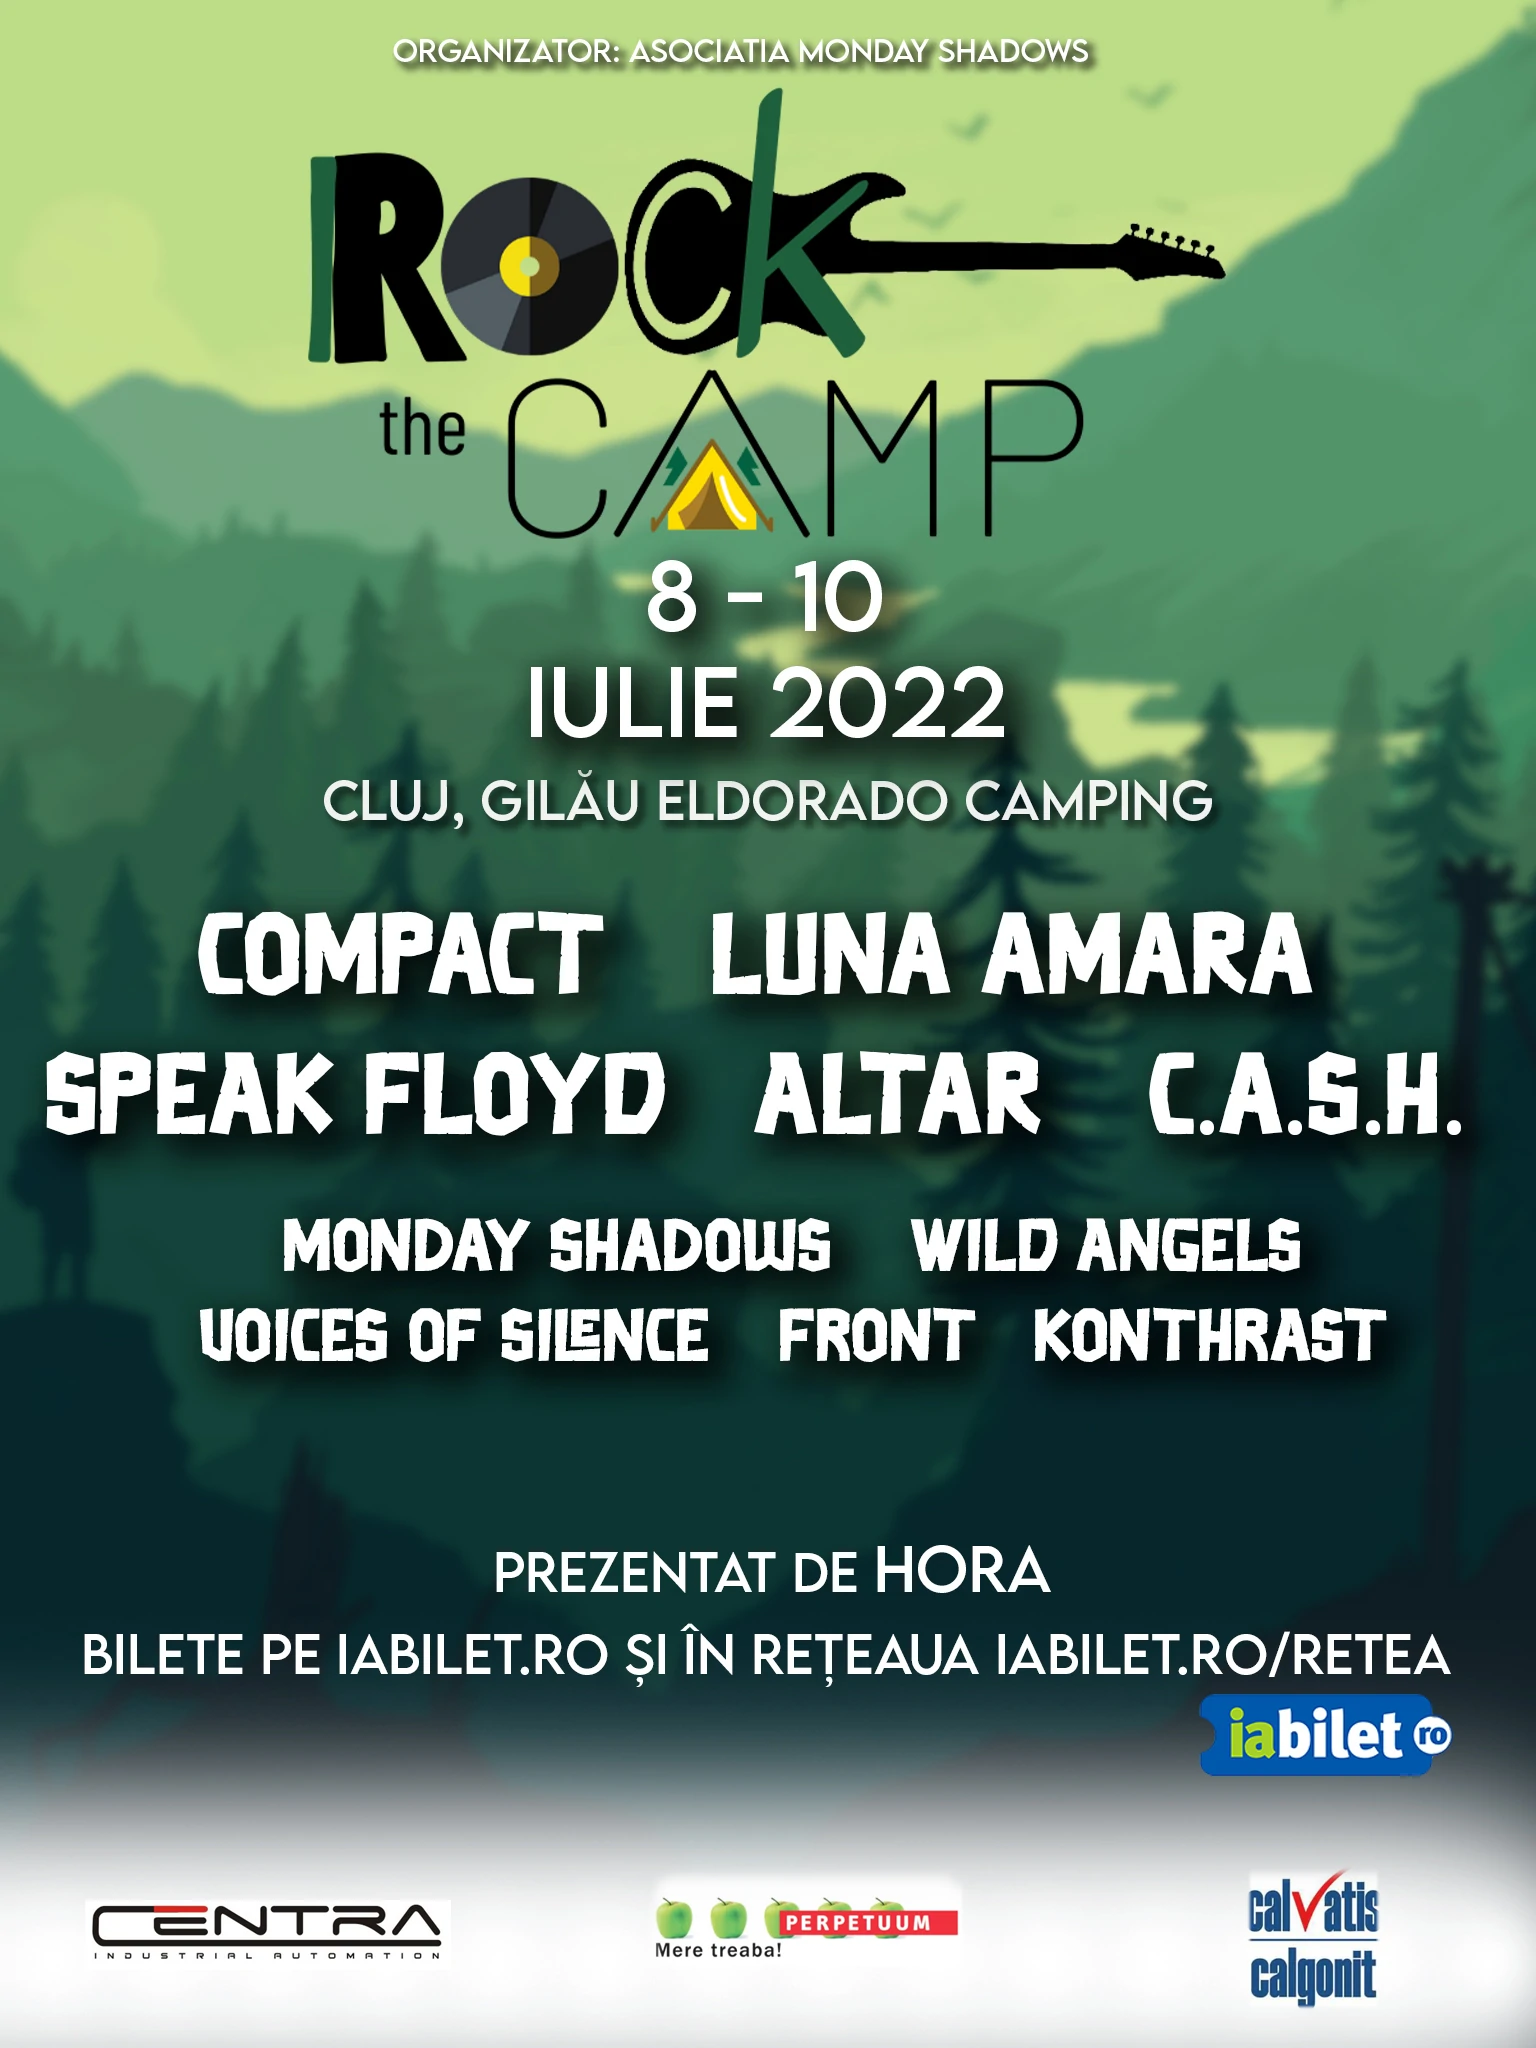 ORGANIZATOR: ASOCIATIA MONDAY SHADOWS
ROCk
the CAMP
8 - 10
IULIE 2022
CLUJ, GILĂU ELDORADO CAMPING
COMPACT LUNA AMARA
SPEAK FLOYD ALTAR C.A.S.H.
MONDAY SHADOWS WILD ANGELS
VOICES OF SILENCE FRONT KONTHRAST
PREZENTAT DE HORA
BILETE PE IABILET.RO ȘI ÎN REȚEAUA IABILET.RO/RETEA
iabilet ro
CENTRA
INDUSTRIAL AUTOMATION
PERPETUUM
Mere treaba!
calvatis
calgonit